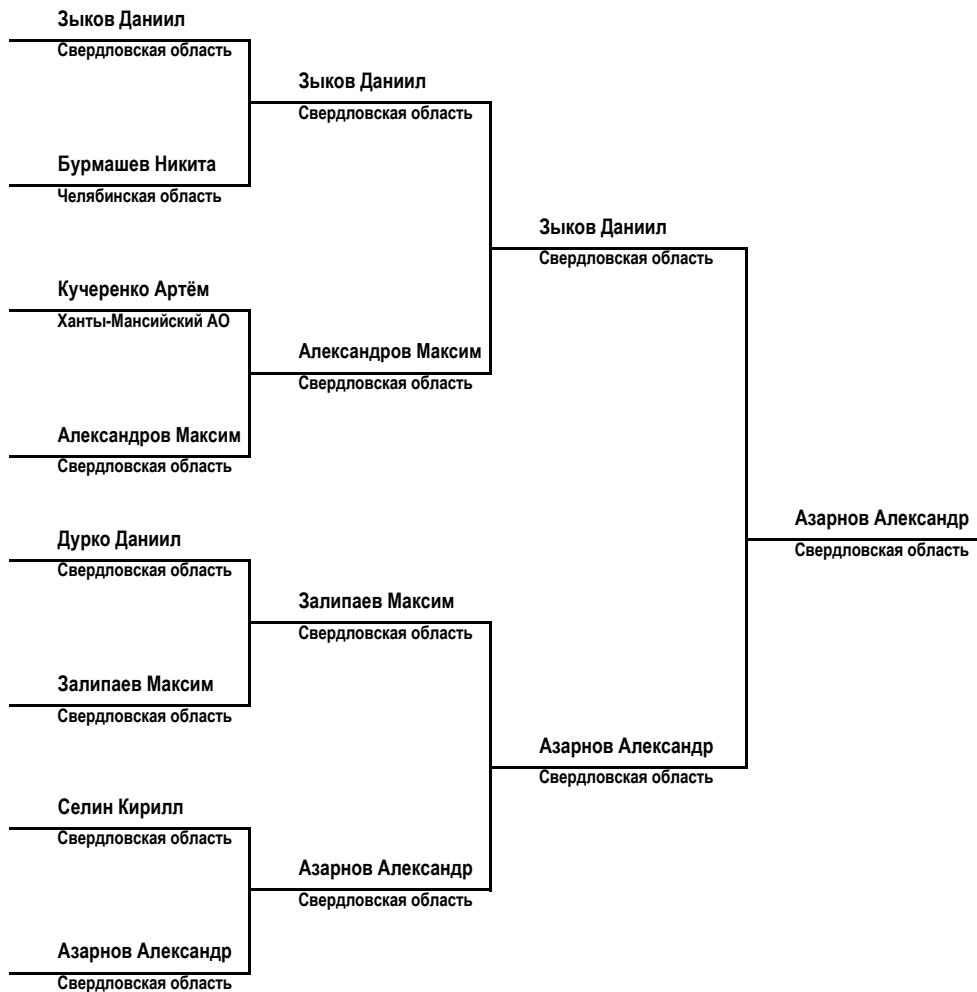 Зыков Даниил
Свердловская область
Зыков Даниил
Свердловская область
Бурмашев Никита
Челябинская область
Зыков Даниил
Свердловская область
Кучеренко Артём
Ханты-Мансийский АО
Александров Максим
Свердловская область
Александров Максим
Свердловская область
Азарнов Александр
Свердловская область
Дурко Даниил
Свердловская область
Залипаев Максим
Свердловская область
Залипаев Максим
Свердловская область
Азарнов Александр
Свердловская область
Селин Кирилл
Свердловская область
Азарнов Александр
Свердловская область
Азарнов Александр
Свердловская область